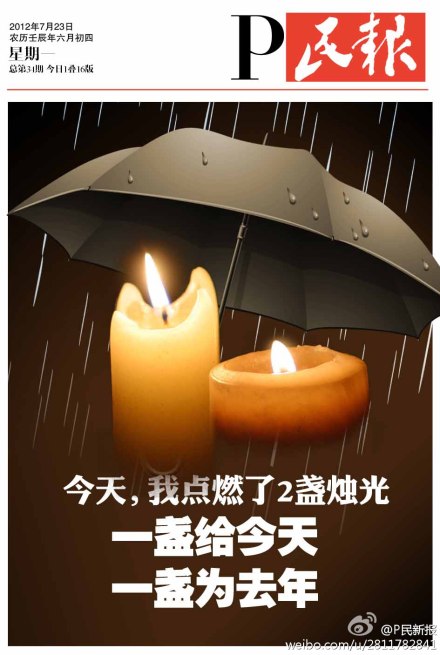 2012年7月23日
农历壬辰年六月初四
星期一
总第34期 今日1叠16版
P民報
今天,我点燃了2盏烛光
一盏给今天
一盏为去年
@P民新报
weibo.com/u/2811782841